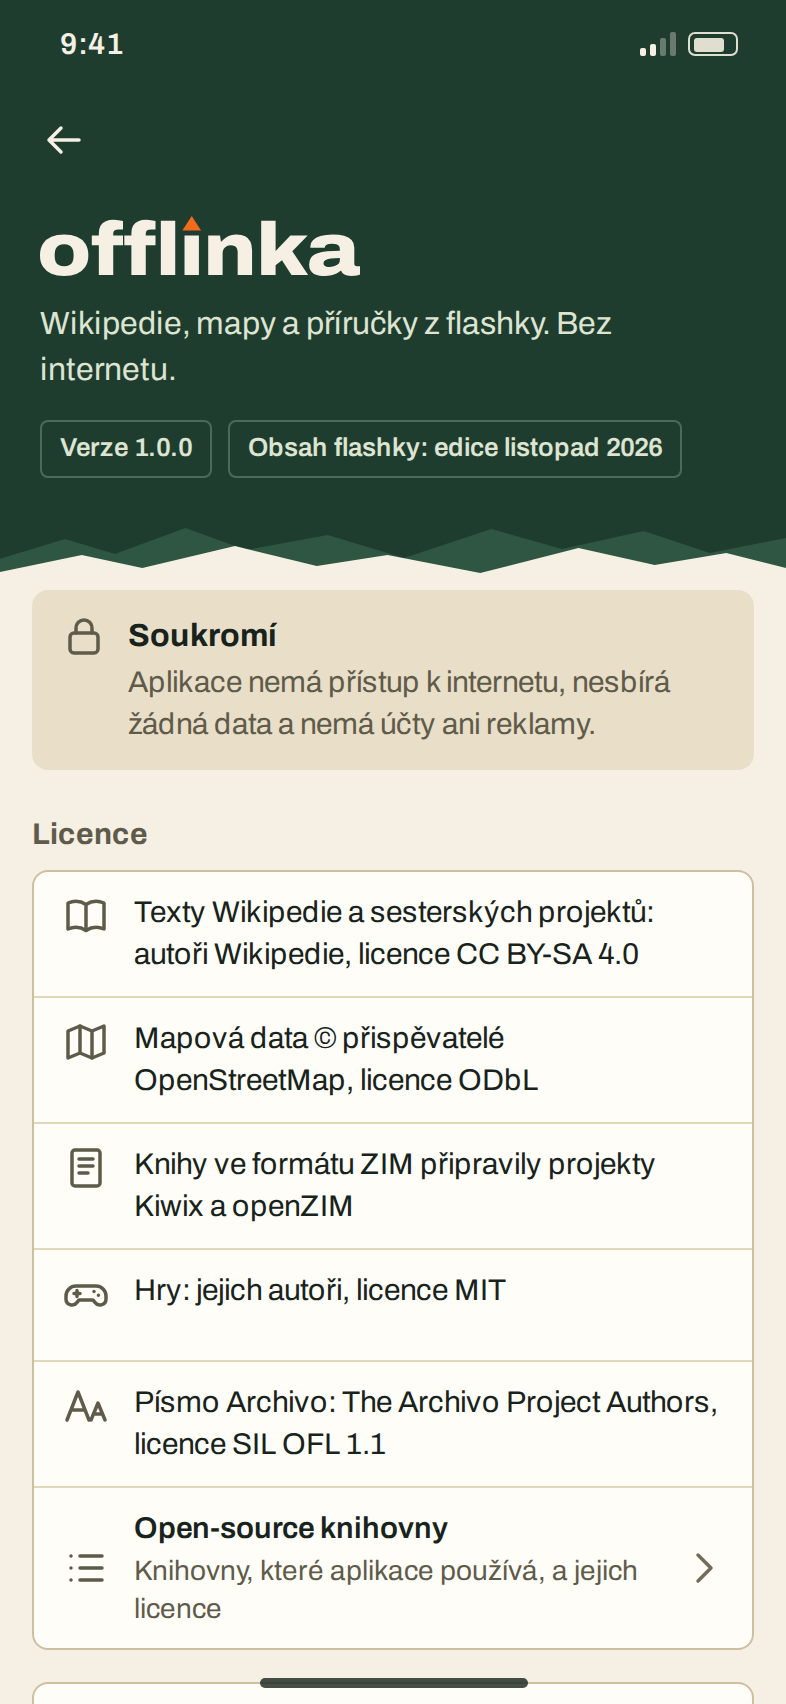 9:41
offlinka
Wikipedie, mapy a příručky z flashky. Bez
internetu.
Verze 1.0.0
Obsah flashky: edice listopad 2026
Soukromí
Aplikace nemá přístup k internetu, nesbírá
žádná data a nemá účty ani reklamy.
Licence
Texty Wikipedie a sesterských projektů:
autoři Wikipedie, licence CC BY-SA 4.0
Mapová data © přispěvatelé
OpenStreetMap, licence ODbL
Knihy ve formátu ZIM připravily projekty
Kiwix a openZIM
Hry: jejich autoři, licence MIT
Písmo Archivo: The Archivo Project Authors,
licence SIL OFL 1.1
Open-source knihovny
Knihovny, které aplikace používá, a jejich
licence